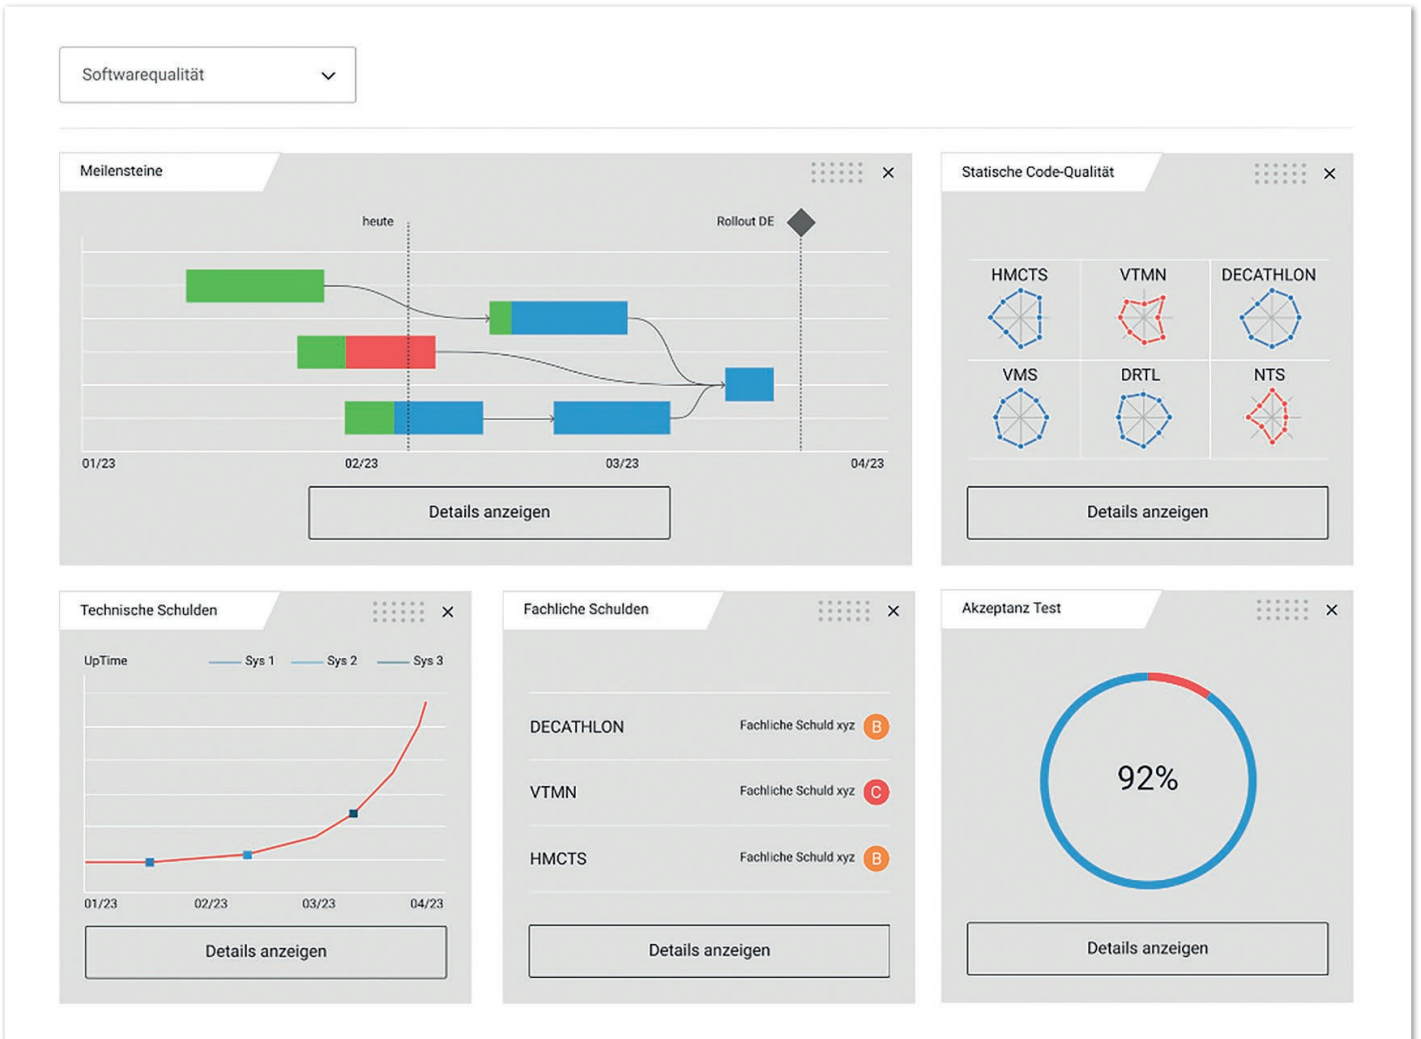 Softwarequalität
Meilensteine
heute
Rollout DE
01/23
02/23
03/23
04/23
Details anzeigen
Statische Code-Qualität
HMCTS
VTMN
DECATHLON
VMS
DRTL
NTS
Details anzeigen
Technische Schulden
UpTime
Sys 1
Sys 2
Sys 3
01/23
02/23
03/23
04/23
Details anzeigen
Fachliche Schulden
DECATHLON Fachliche Schuld xyz B
VTMN Fachliche Schuld xyz C
HMCTS Fachliche Schuld xyz B
Details anzeigen
Akzeptanz Test
92%
Details anzeigen